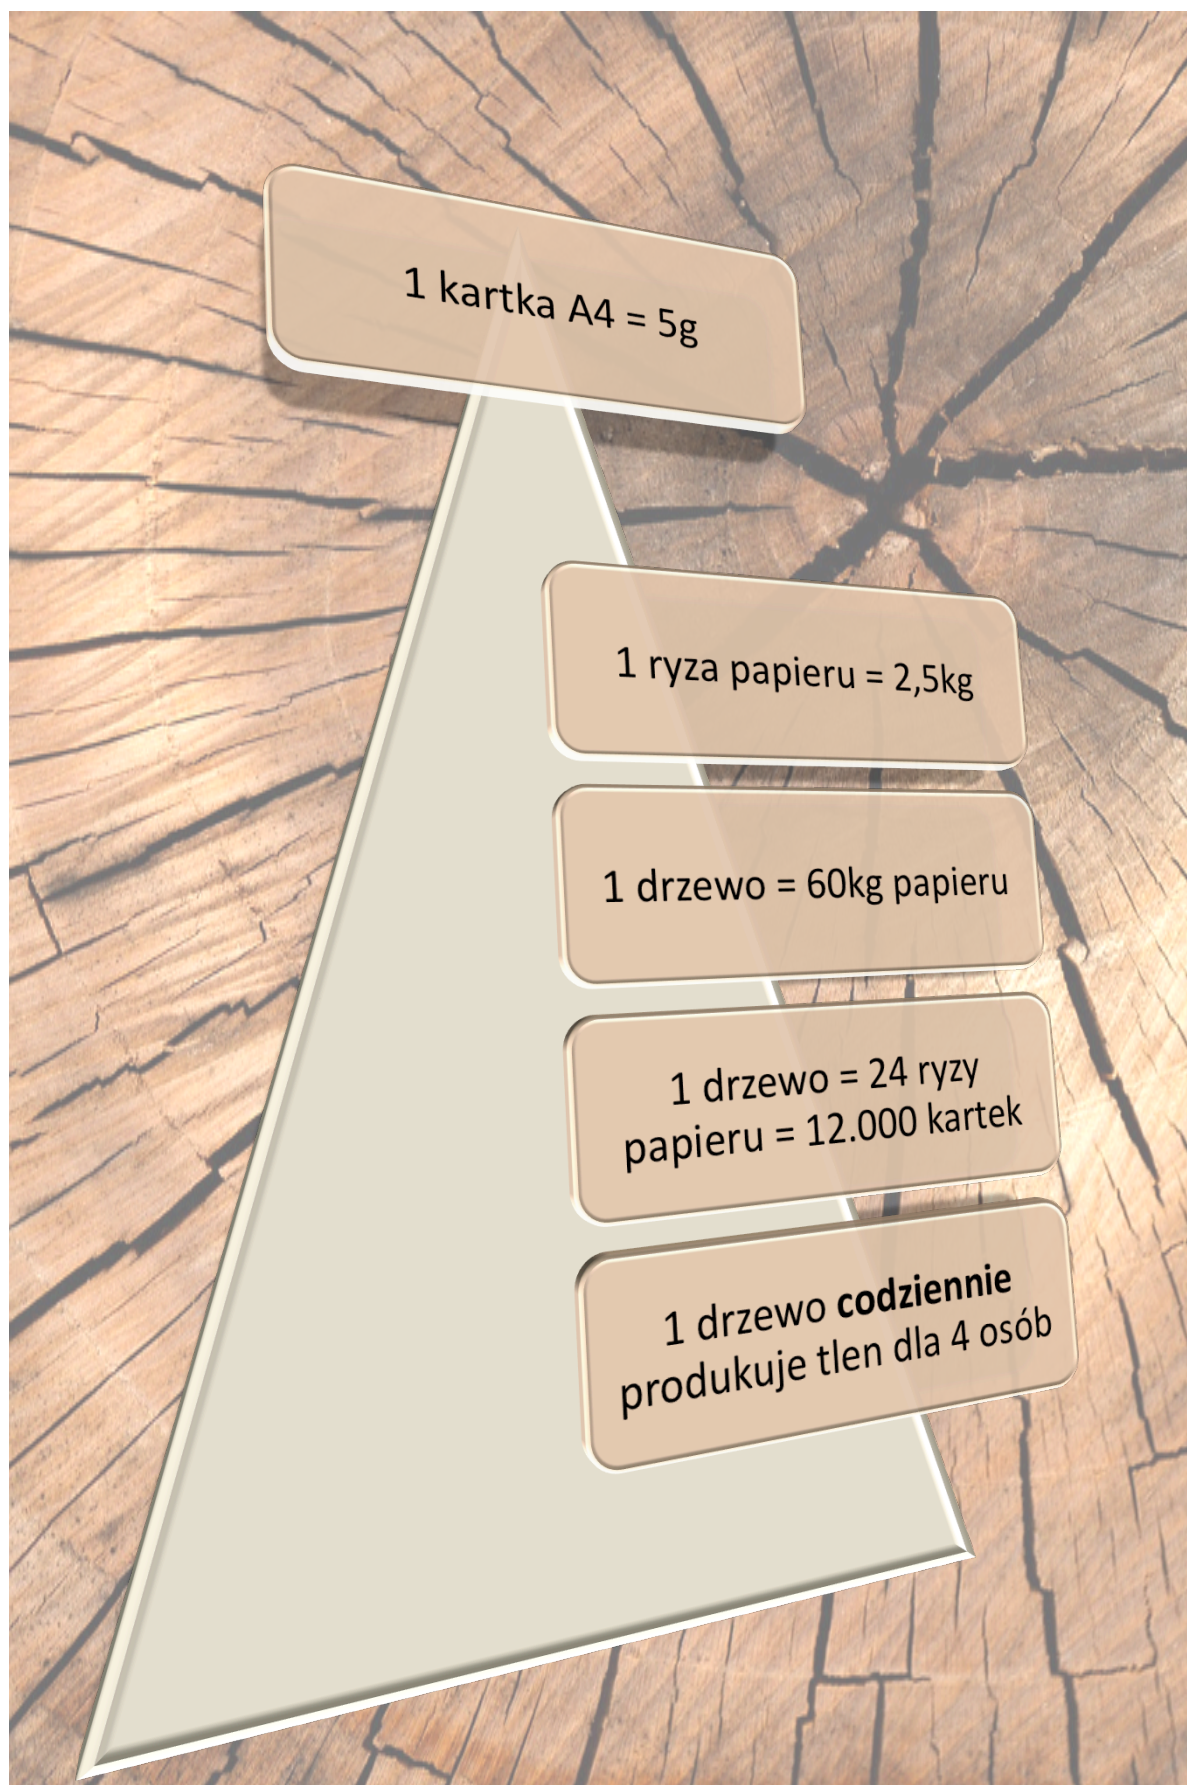 1 kartka A4 = 5g
1 ryza papieru = 2,5kg
1 drzewo = 60kg papieru
1 drzewo = 24 ryzy
papieru = 12.000 kartek
1 drzewo codziennie
produkuje tlen dla 4 osób